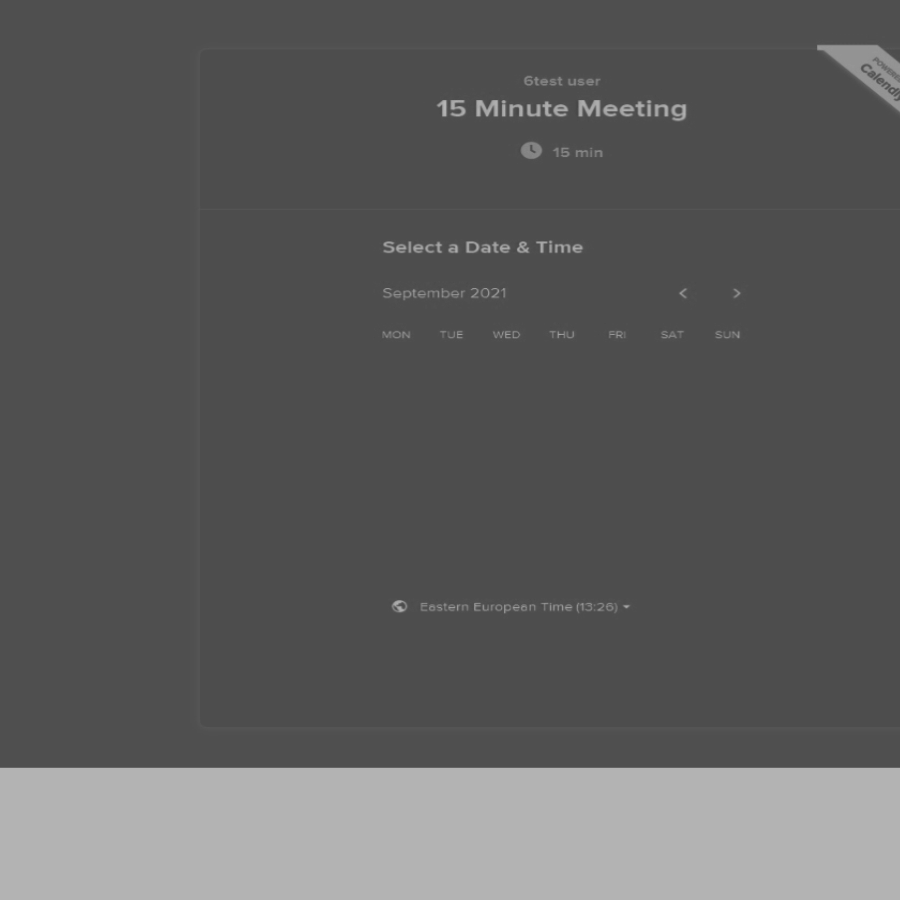 6test user
15 Minute Meeting
15 min
POWERED
Calendly
Select a Date & Time
September 2021
MON TUE WED THU FRI SAT SUN
Eastern European Time (13:26)